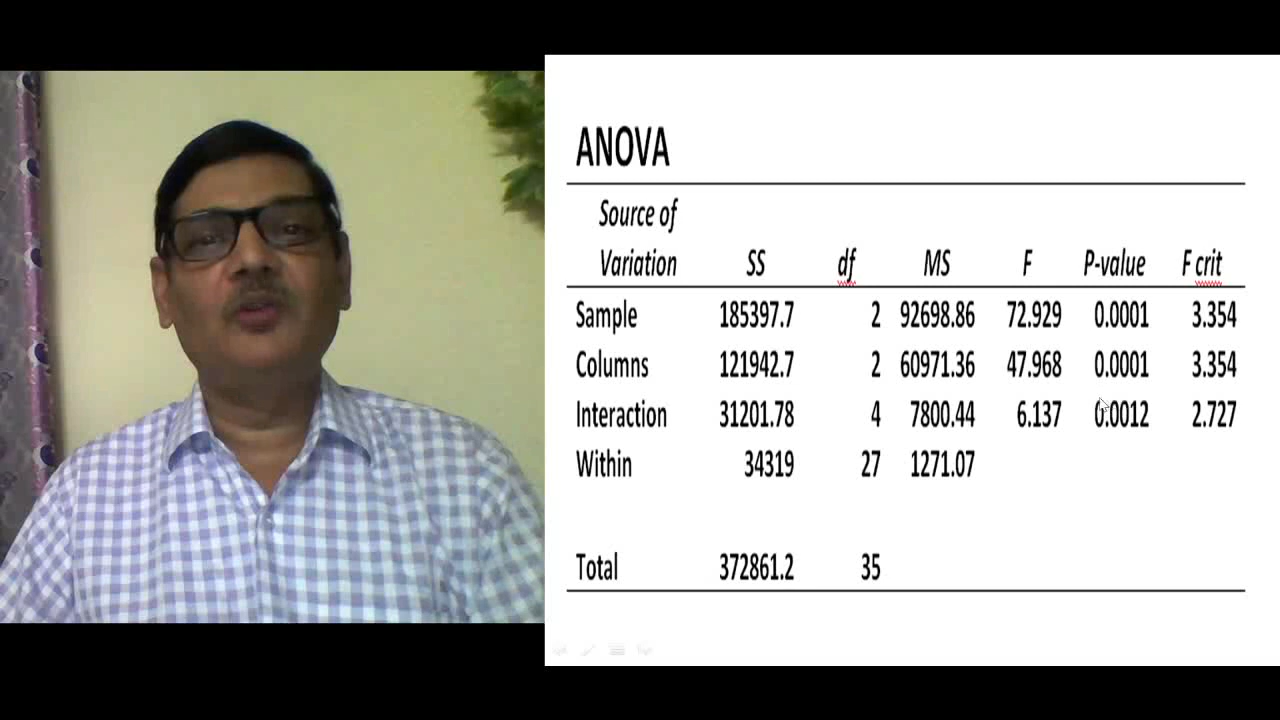 ANOVA
Source of
Variation SS df MS F P-value F crit
Sample 185397.7 2 92698.86 72.929 0.0001 3.354
Columns 121942.7 2 60971.36 47.968 0.0001 3.354
Interaction 31201.78 4 7800.44 6.137 0.0012 2.727
Within 34319 27 1271.07
Total 372861.2 35